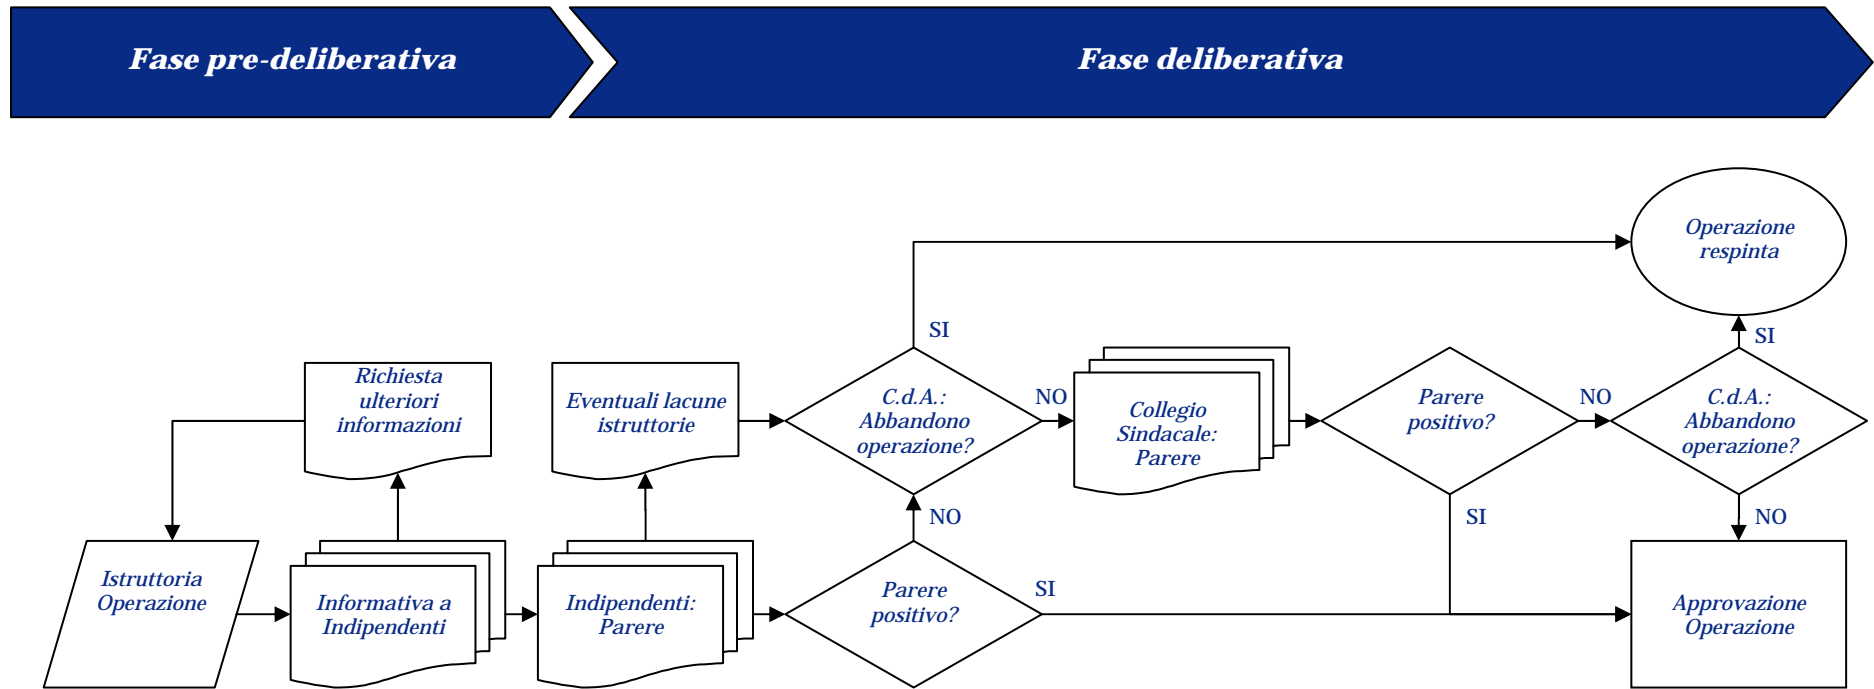 Fase pre-deliberativa
Fase deliberativa
Operazione
respinta
SI
SI
Richiesta
ulteriori
informazioni
Eventuali lacune
istruttorie
C.d.A.:
Abbandono
operazione?
NO
Collegio
Sindacale:
Parere
Parere
positivo?
NO
C.d.A.:
Abbandono
operazione?
NO
SI
NO
Istruttoria
Operazione
Informativa a
Indipendenti
Indipendenti:
Parere
Parere
positivo?
SI
Approvazione
Operazione